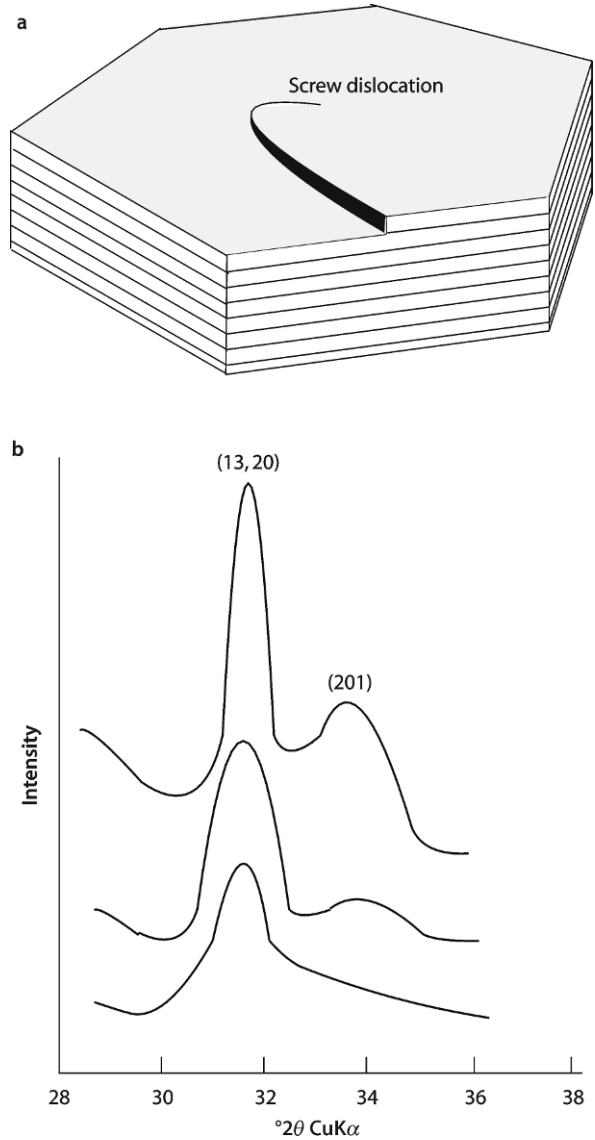 a
Screw dislocation
b
(13, 20)
(201)
Intensity
28 30 32 34 36 38
°2θ CuKα